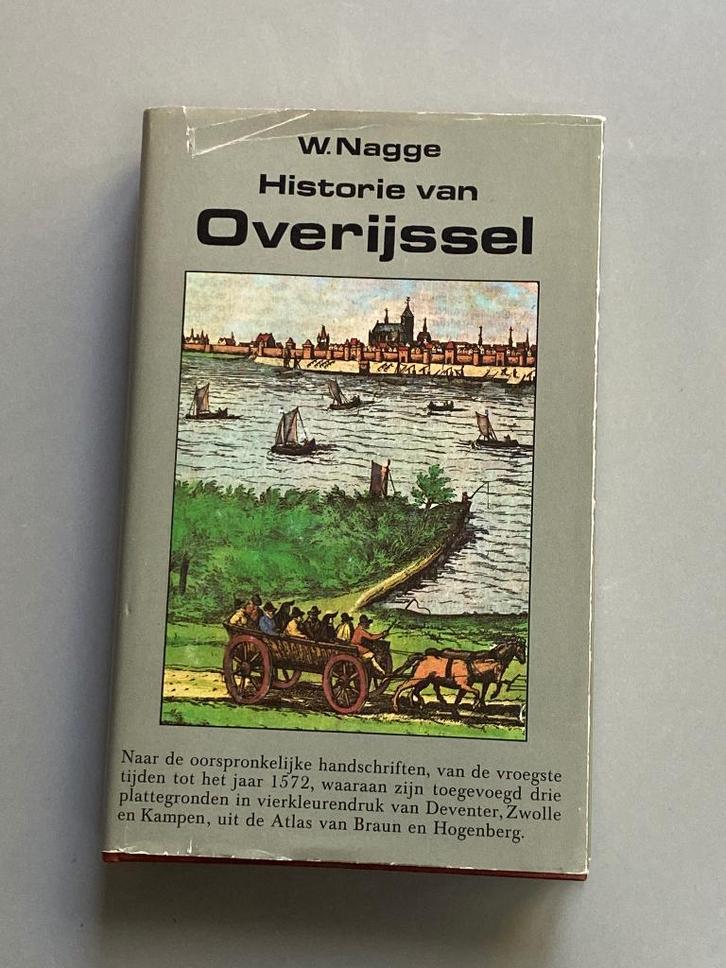 W. Nagge
Historie van
Overijssel
Naar de oorspronkelijke handschriften, van de vroegste
tijden tot het jaar 1572, waaraan zijn toegevoegd drie
plattegronden in vierkleurendruk van Deventer, Zwolle
en Kampen, uit de Atlas van Braun en Hogenberg.